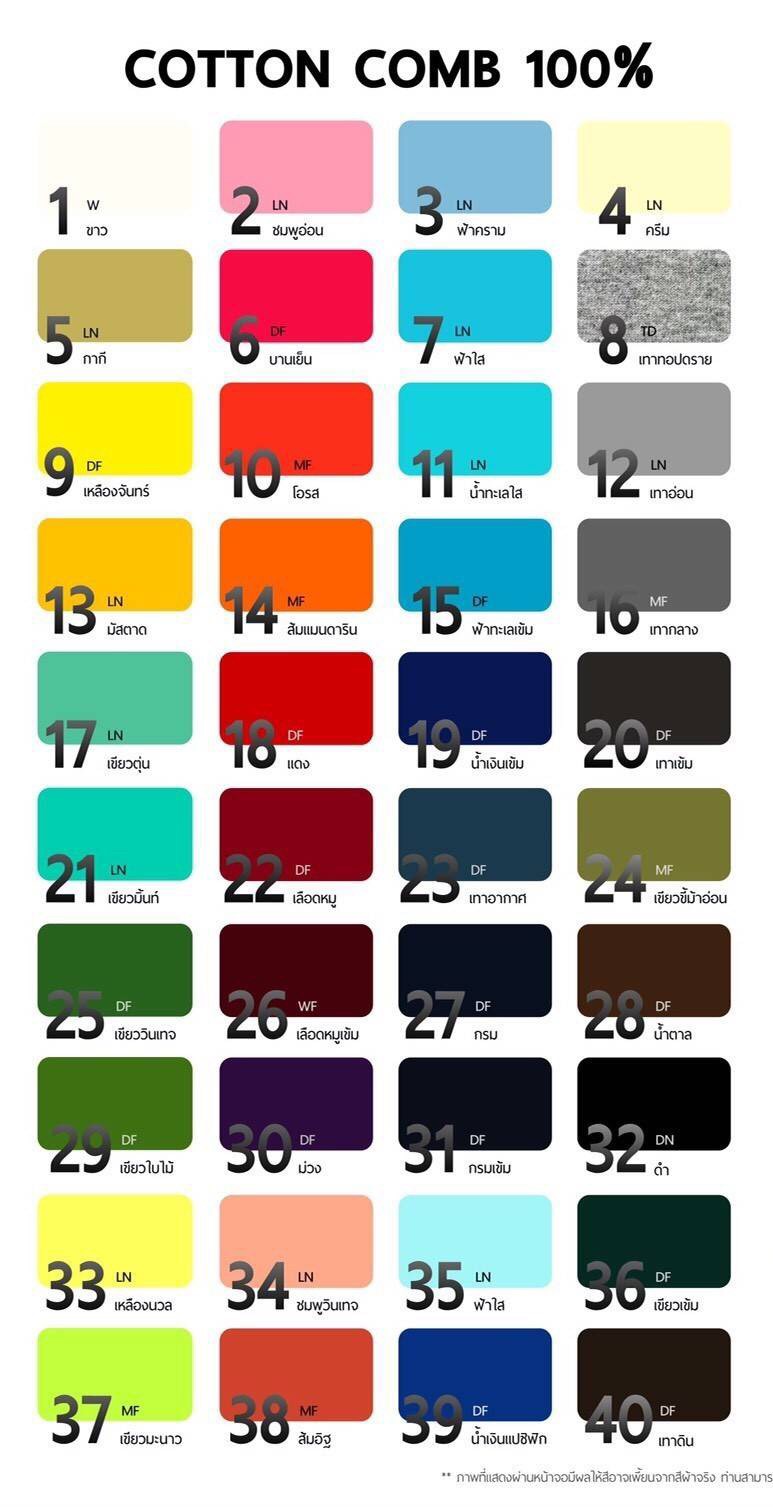 COTTON COMB 100%
1 W ขาว
2 LN ชมพูอ่อน
3 LN ฟ้าคราม
4 LN ครีม
5 LN กากี
6 DF บานเย็น
7 LN ฟ้าใส
8 TD เทาทอปดราย
9 DF เหลืองจันทร์
10 MF โอรส
11 LN น้ำทะเลใส
12 LN เทาอ่อน
13 LN มัสตาด
14 MF ส้มแมนดาริน
15 DF ฟ้าทะเลเข้ม
16 MF เทากลาง
17 LN เขียวตุ่น
18 DF แดง
19 DF น้ำเงินเข้ม
20 DF เทาเข้ม
21 LN เขียวมิ้นท์
22 DF เลือดหมู
23 DF เทาอากาศ
24 MF เขียวขี้ม้าอ่อน
25 DF เขียววินเทจ
26 WF เลือดหมูเข้ม
27 DF กรม
28 DF น้ำตาล
29 DF เขียวใบไม้
30 DF ม่วง
31 DF กรมเข้ม
32 DN ดำ
33 LN เหลืองนวล
34 LN ชมพูวินเทจ
35 LN ฟ้าใส
36 DF เขียวเข้ม
37 MF เขียวมะนาว
38 MF ส้มอิฐ
39 DF น้ำเงินแปซิฟิก
40 DF เทาดิน
** ภาพที่แสดงผ่านหน้าจอมีผลให้สีอาจเพี้ยนจากสีผ้าจริง ท่านสามาร